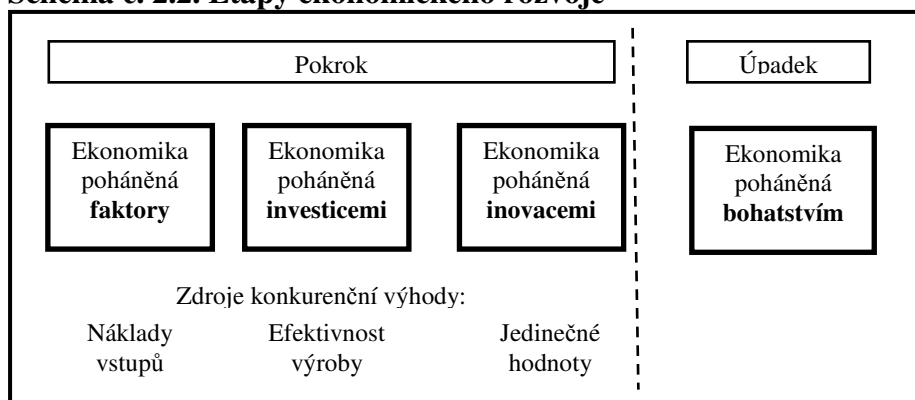 Schéma č. 2.2: Etapy ekonomického rozvoje
Pokrok
Úpadek
Ekonomika
poháněná
faktory
Ekonomika
poháněná
investicemi
Ekonomika
poháněná
inovacemi
Ekonomika
poháněná
bohatstvím
Zdroje konkurenční výhody:
Náklady
vstupů
Efektivnost
výroby
Jedinečné
hodnoty